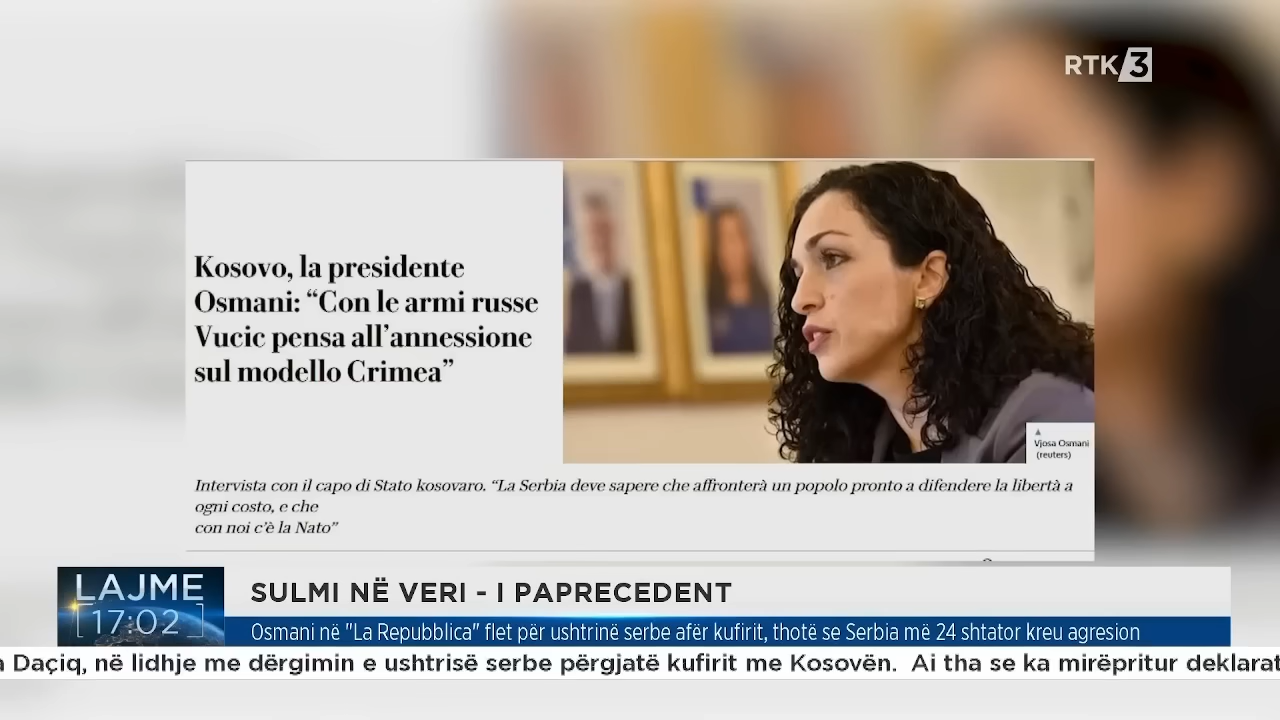 RTK 3
Kosovo, la presidente
Osmani: “Con le armi russe
Vucic pensa all’annessione
sul modello Crimea”
Vjosa Osmani
(reuters)
Intervista con il capo di Stato kosovaro. “La Serbia deve sapere che affronterà un popolo pronto a difendere la libertà a
ogni costo, e che
con noi c’è la Nato”
LAJME
17:02
SULMI NË VERI - I PAPRECEDENT
Osmani në "La Repubblica" flet për ushtrinë serbe afër kufirit, thotë se Serbia më 24 shtator kreu agresion
a Daçiq, në lidhje me dërgimin e ushtrisë serbe përgjatë kufirit me Kosovën. Ai tha se ka mirëpritur deklarat